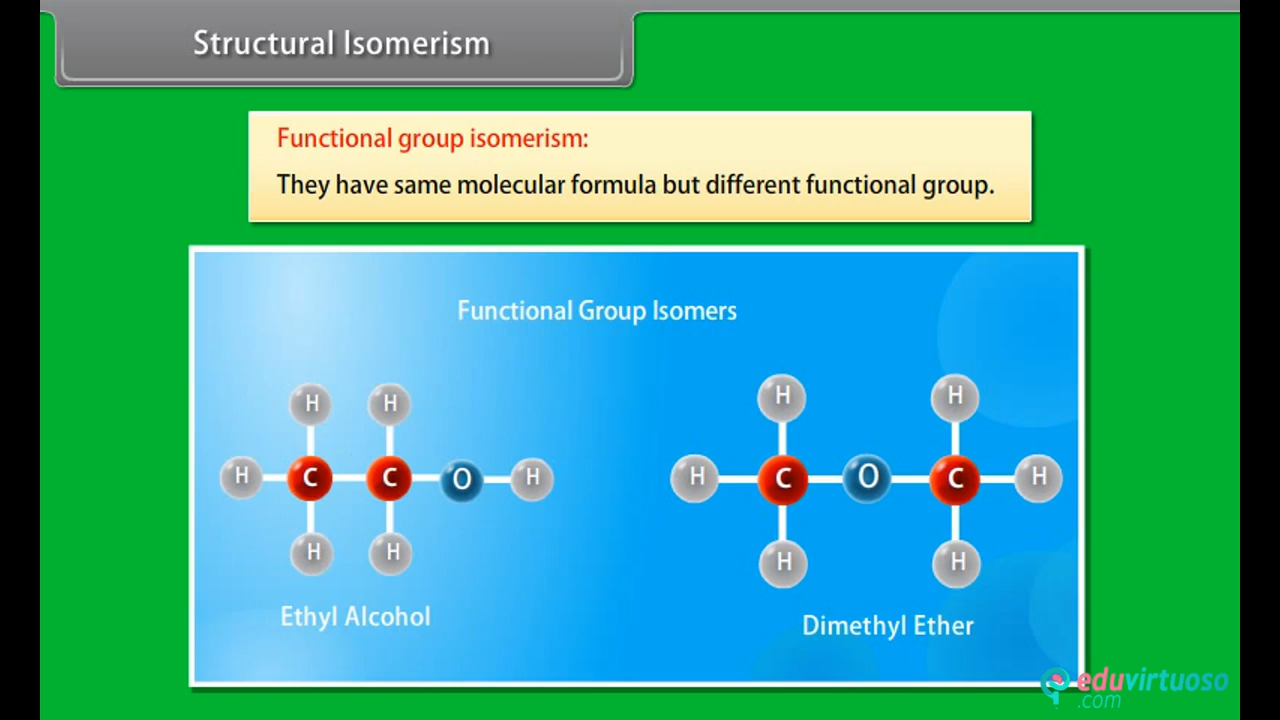 Structural Isomerism
Functional group isomerism:
They have same molecular formula but different functional group.
Functional Group Isomers
H H H H
H C C O H H C O C H
H H H H
Ethyl Alcohol Dimethyl Ether
eduvirtuoso
.com